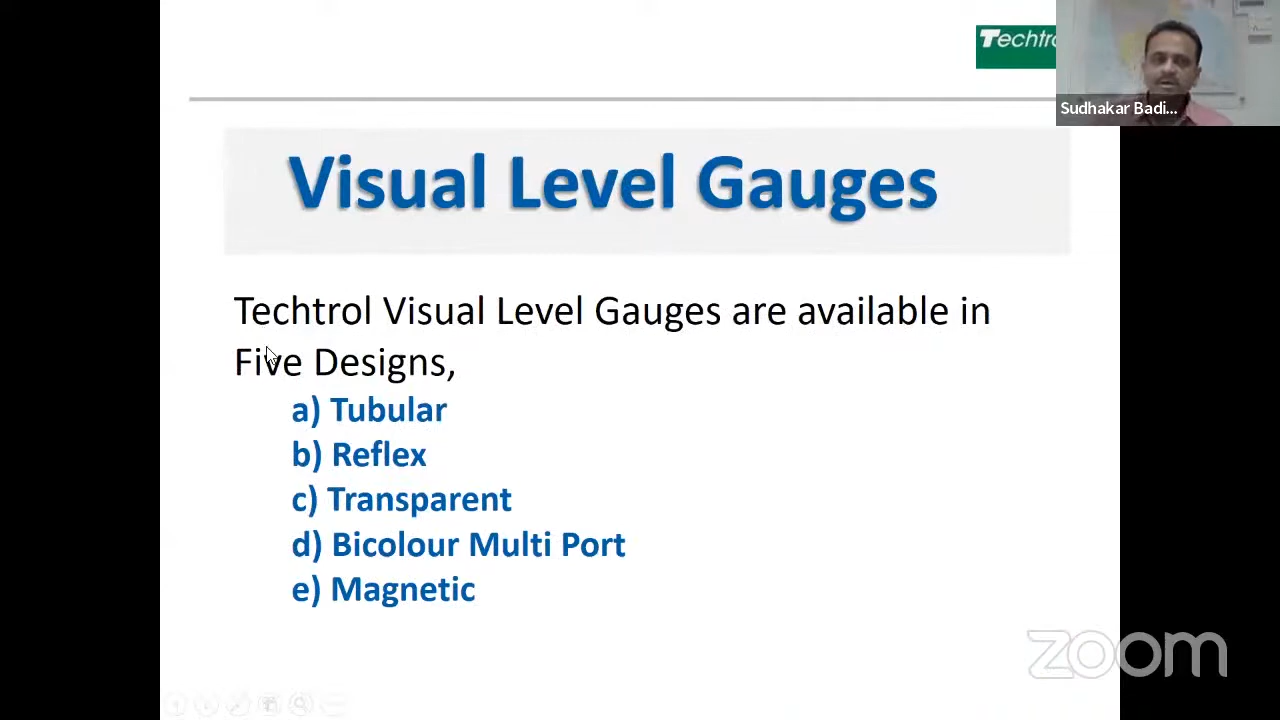 Techtro
Sudhakar Badi...
Visual Level Gauges
Techtrol Visual Level Gauges are available in
Five Designs,
a) Tubular
b) Reflex
c) Transparent
d) Bicolour Multi Port
e) Magnetic
zoom